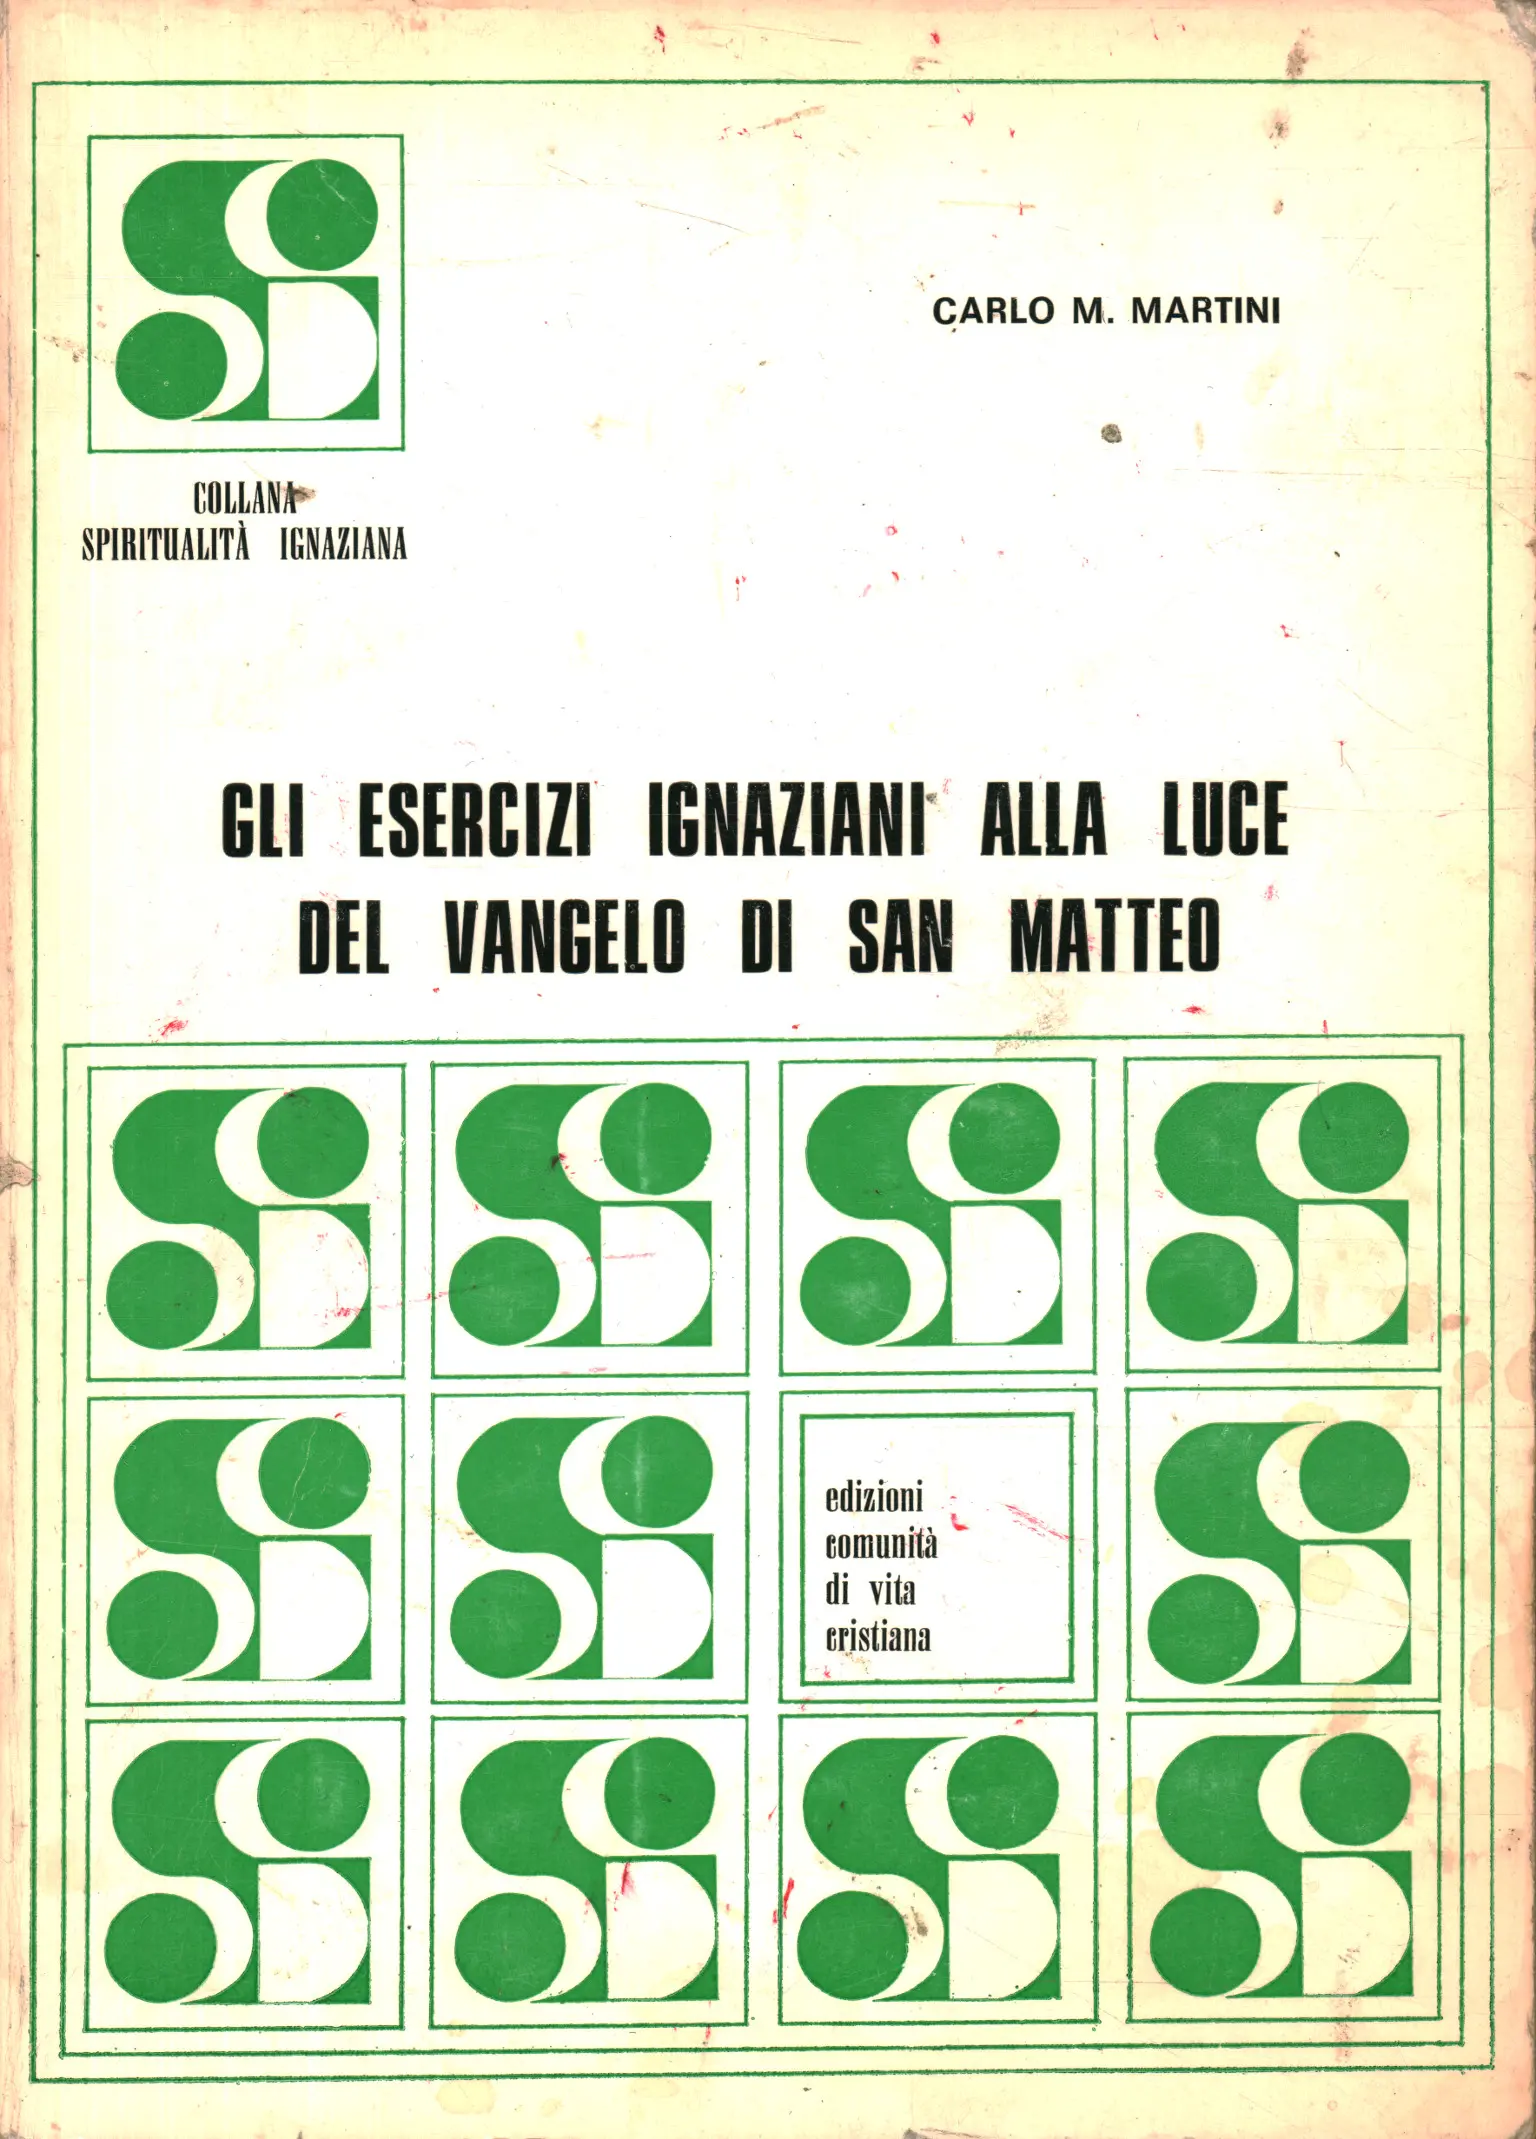 CARLO M. MARTINI
COLLANA
SPIRITUALITÀ IGNAZIANA
GLI ESERCIZI IGNAZIANI ALLA LUCE
DEL VANGELO DI SAN MATTEO
edizioni
comunità
di vita
cristiana